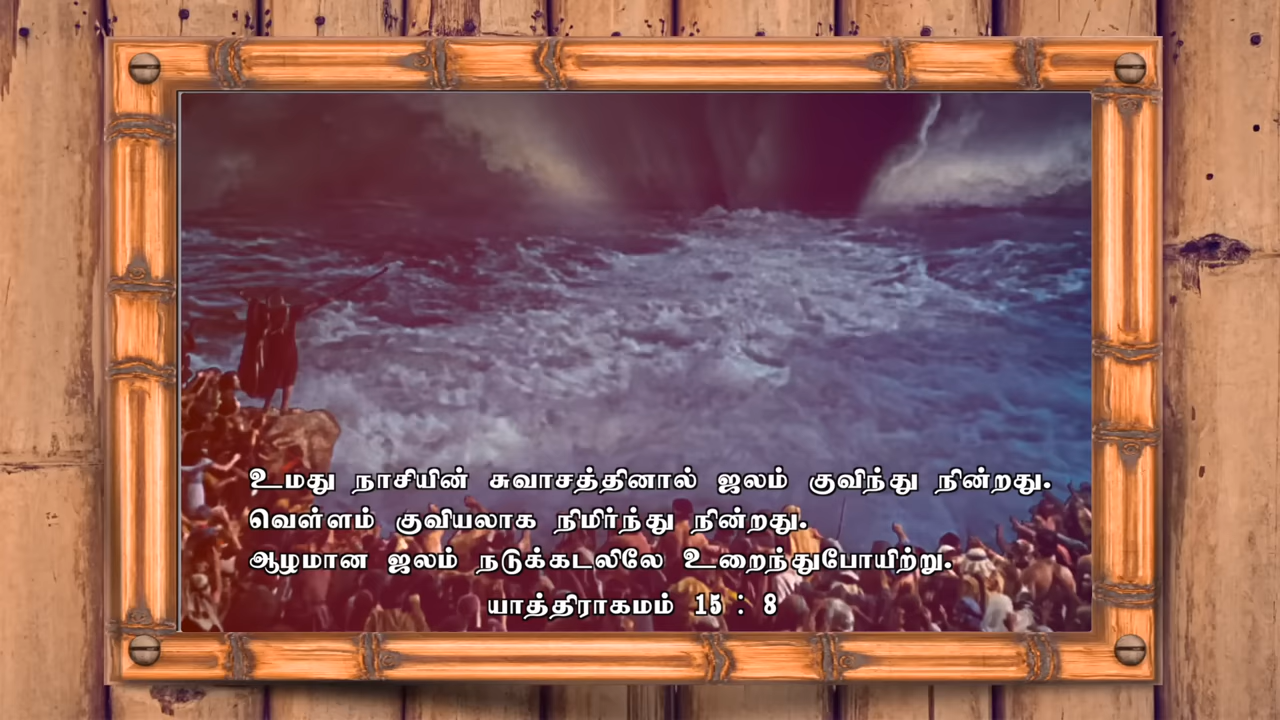 உமது நாசியின் சுவாசத்தினால் ஜலம் குவிந்து நின்றது.
வெள்ளம் குவியலாக நிமிர்ந்து நின்றது.
ஆழமான ஜலம் நடுக்கடலிலே உறைந்துபோயிற்று.
யாத்திராகமம் 15 : 8